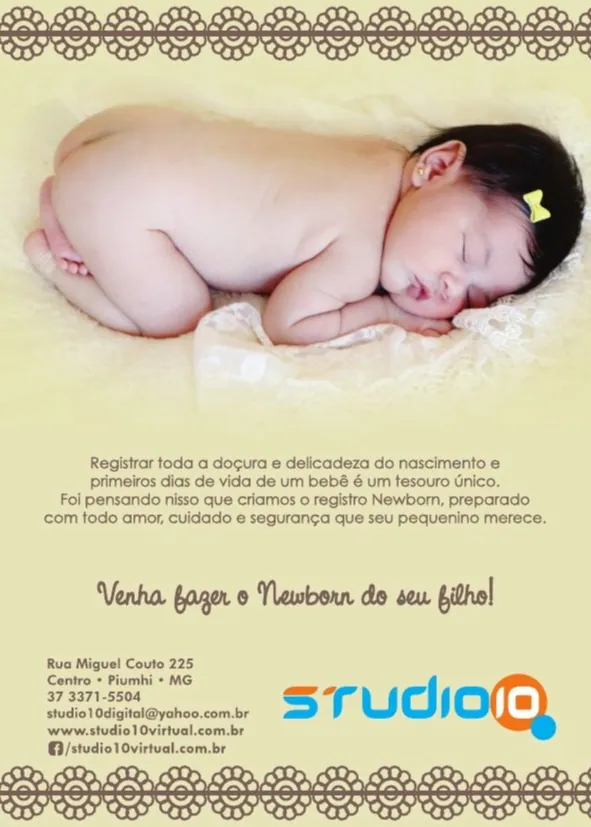 Registrar toda a doçura e delicadeza do nascimento e
primeiros dias de vida de um bebê é um tesouro único.
Foi pensando nisso que criamos o registro Newborn, preparado
com todo amor, cuidado e segurança que seu pequenino merece.
Venha fazer o Newborn do seu filho!
Rua Miguel Couto 225
Centro • Piumhi • MG
37 3371-5504
studio10digital@yahoo.com.br
www.studio10virtual.com.br
/studio10virtual.com.br
STUDIO10